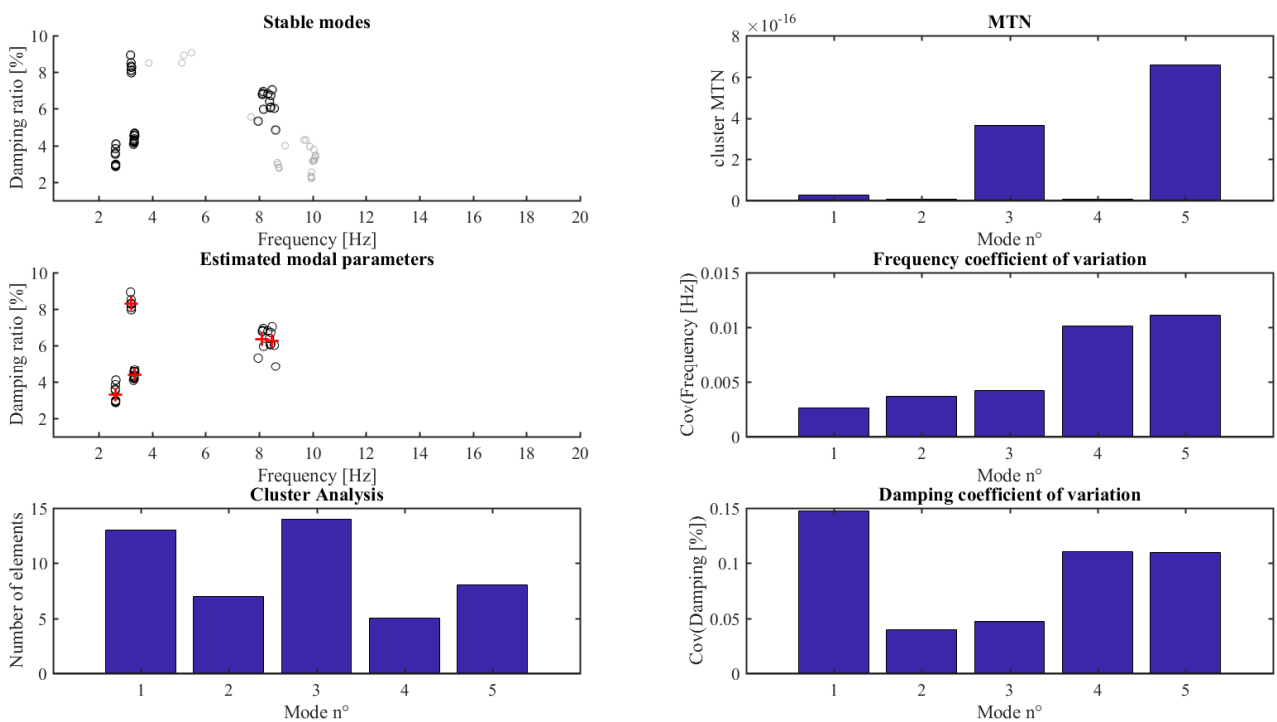 Stable modes
Damping ratio [%]
10
8
6
4
2
2 4 6 8 10 12 14 16 18 20
Frequency [Hz]
MTN
×10⁻¹⁶
cluster MTN
8
6
4
2
0
1 2 3 4 5
Mode n°
Estimated modal parameters
Damping ratio [%]
10
8
6
4
2
2 4 6 8 10 12 14 16 18 20
Frequency [Hz]
Frequency coefficient of variation
Cov(Frequency [Hz])
0.015
0.01
0.005
0
1 2 3 4 5
Mode n°
Cluster Analysis
Number of elements
15
10
5
0
1 2 3 4 5
Mode n°
Damping coefficient of variation
Cov(Damping [%])
0.15
0.1
0.05
0
1 2 3 4 5
Mode n°